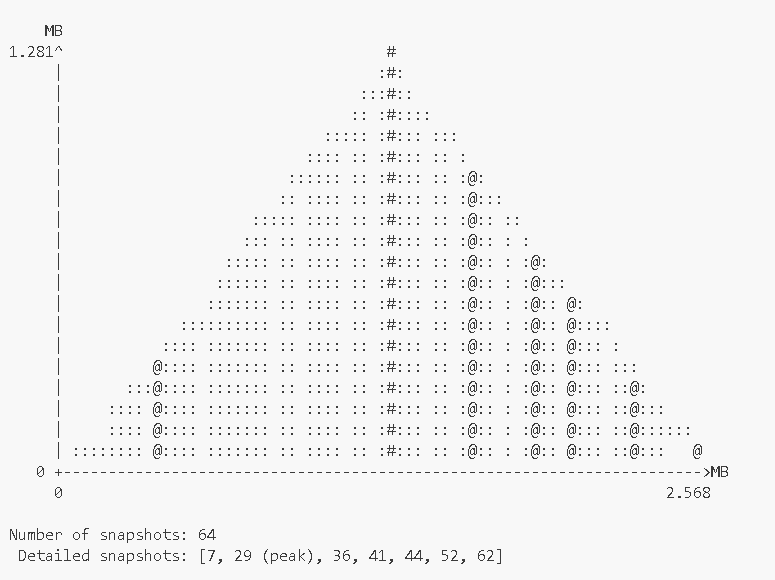 MB
1.281^                                    #
     |                                   :#:
     |                                 :::#::
     |                                :: :#::::
     |                             ::::: :#::: :::
     |                           :::: :: :#::: :: :
     |                         :::::: :: :#::: :: :@:
     |                        :: :::: :: :#::: :: :@:::
     |                     ::::: :::: :: :#::: :: :@:: ::
     |                    ::: :: :::: :: :#::: :: :@:: : :
     |                  ::::: :: :::: :: :#::: :: :@:: : :@:
     |                 :::::: :: :::: :: :#::: :: :@:: : :@:::
     |                ::::::: :: :::: :: :#::: :: :@:: : :@:: @:
     |             :::::::::: :: :::: :: :#::: :: :@:: : :@:: @::::
     |           :::: ::::::: :: :::: :: :#::: :: :@:: : :@:: @::: :
     |          @:::: ::::::: :: :::: :: :#::: :: :@:: : :@:: @::: :::
     |       :::@:::: ::::::: :: :::: :: :#::: :: :@:: : :@:: @::: ::@:
     |     :::: @:::: ::::::: :: :::: :: :#::: :: :@:: : :@:: @::: ::@:::
     |     :::: @:::: ::::::: :: :::: :: :#::: :: :@:: : :@:: @::: ::@::::::
     | :::::::: @:::: ::::::: :: :::: :: :#::: :: :@:: : :@:: @::: ::@:::   @
   0 +----------------------------------------------------------------------->MB
     0                                                                   2.568
Number of snapshots: 64
 Detailed snapshots: [7, 29 (peak), 36, 41, 44, 52, 62]